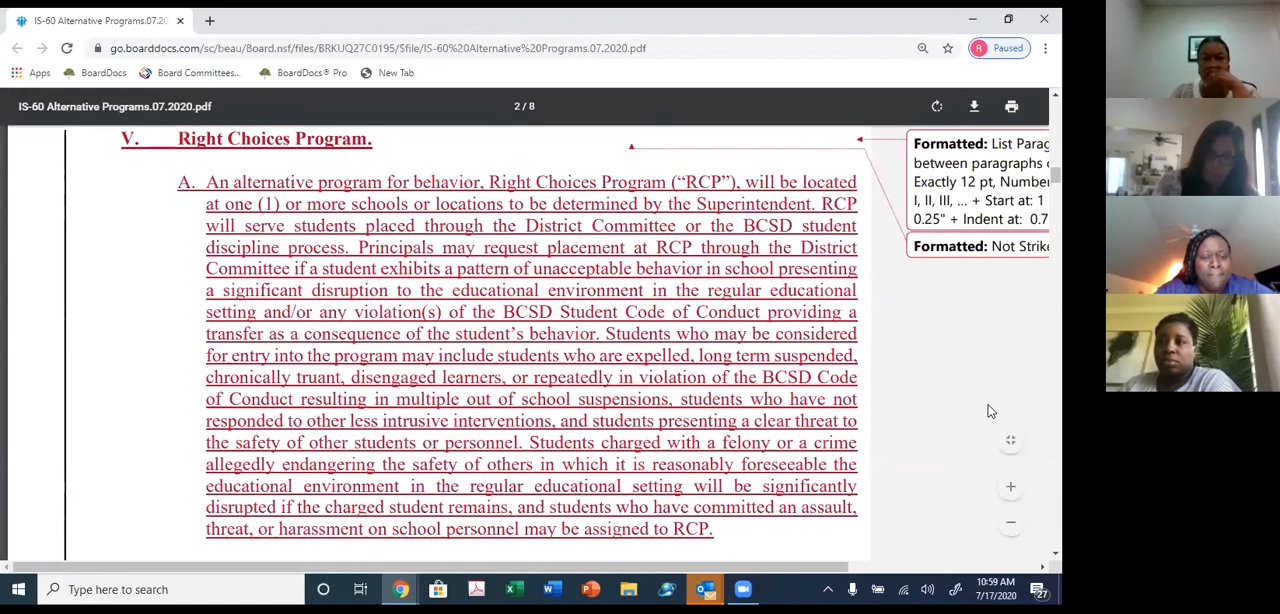 IS-60 Alternative Programs.07.20
go.boarddocs.com/sc/beau/Board.nsf/files/BRKUQ27C0195/$file/IS-60%20Alternative%20Programs.07.2020.pdf
R Paused
Apps BoardDocs Board Committees... BoardDocs® Pro New Tab
IS-60 Alternative Programs.07.2020.pdf 2 / 8
V. Right Choices Program.
A. An alternative program for behavior, Right Choices Program (“RCP”), will be located
at one (1) or more schools or locations to be determined by the Superintendent. RCP
will serve students placed through the District Committee or the BCSD student
discipline process. Principals may request placement at RCP through the District
Committee if a student exhibits a pattern of unacceptable behavior in school presenting
a significant disruption to the educational environment in the regular educational
setting and/or any violation(s) of the BCSD Student Code of Conduct providing a
transfer as a consequence of the student’s behavior. Students who may be considered
for entry into the program may include students who are expelled, long term suspended,
chronically truant, disengaged learners, or repeatedly in violation of the BCSD Code
of Conduct resulting in multiple out of school suspensions, students who have not
responded to other less intrusive interventions, and students presenting a clear threat to
the safety of other students or personnel. Students charged with a felony or a crime
allegedly endangering the safety of others in which it is reasonably foreseeable the
educational environment in the regular educational setting will be significantly
disrupted if the charged student remains, and students who have committed an assault,
threat, or harassment on school personnel may be assigned to RCP.
Formatted: List Parag
between paragraphs
Exactly 12 pt, Number
I, II, III, ... + Start at: 1
0.25" + Indent at: 0.7
Formatted: Not Strike
Type here to search
10:59 AM
7/17/2020
27